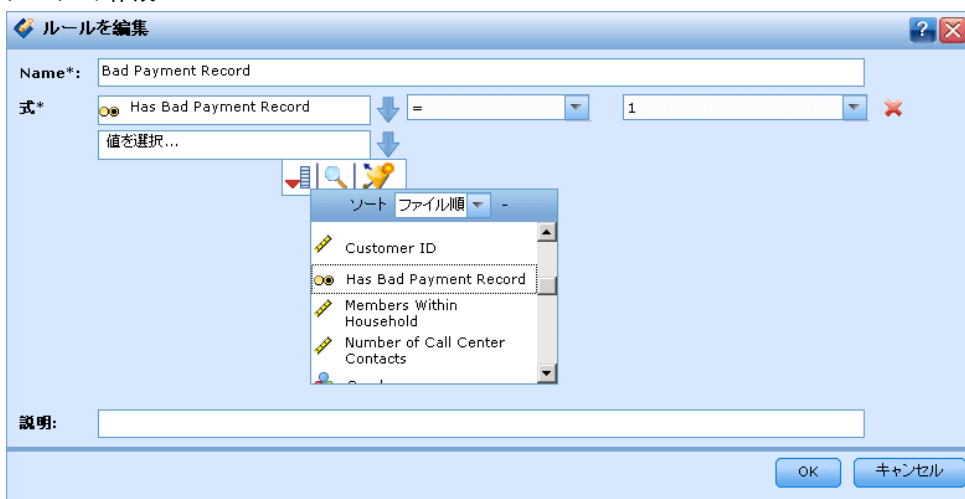 ルールを編集
?
Name*: Bad Payment Record
式* Has Bad Payment Record = 1
値を選択...
ソート ファイル順 -
Customer ID
Has Bad Payment Record
Members Within
Household
Number of Call Center
Contacts
説明:
OK キャンセル